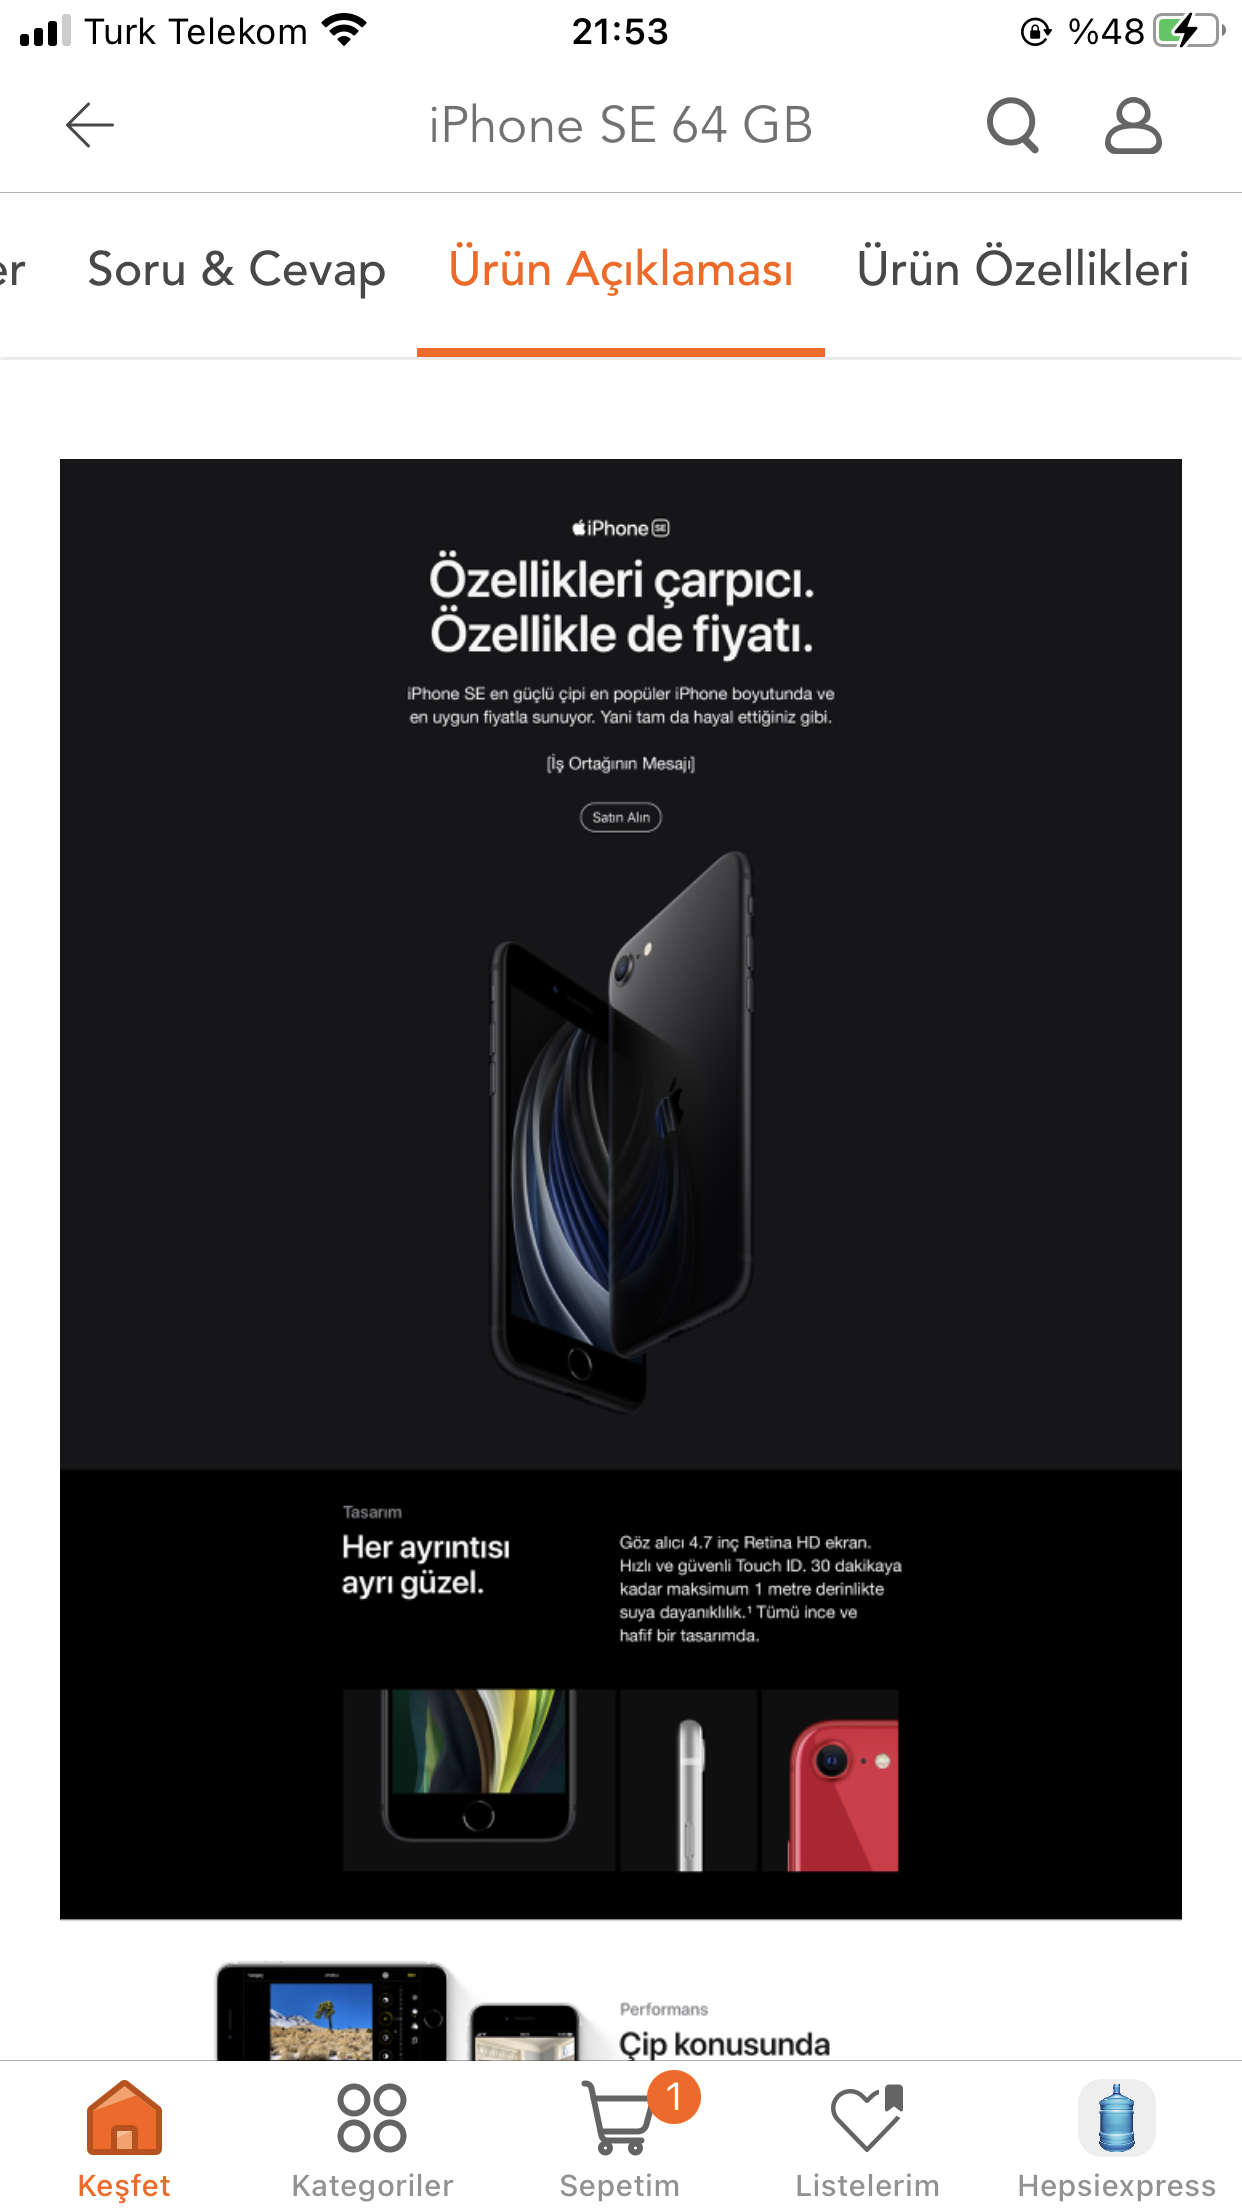 Turk Telekom
21:53
%48
iPhone SE 64 GB
er
Soru & Cevap
Ürün Açıklaması
Ürün Özellikleri
iPhone SE
Özellikleri çarpıcı.
Özellikle de fiyatı.
iPhone SE en güçlü çipi en popüler iPhone boyutunda ve
en uygun fiyatla sunuyor. Yani tam da hayal ettiğiniz gibi.
[İş Ortağının Mesajı]
Satın Alın
Tasarım
Her ayrıntısı
ayrı güzel.
Göz alıcı 4.7 inç Retina HD ekran.
Hızlı ve güvenli Touch ID. 30 dakikaya
kadar maksimum 1 metre derinlikte
suya dayanıklılık.¹ Tümü ince ve
hafif bir tasarımda.
Performans
Çip konusunda
1
Keşfet
Kategoriler
Sepetim
Listelerim
Hepsiexpress